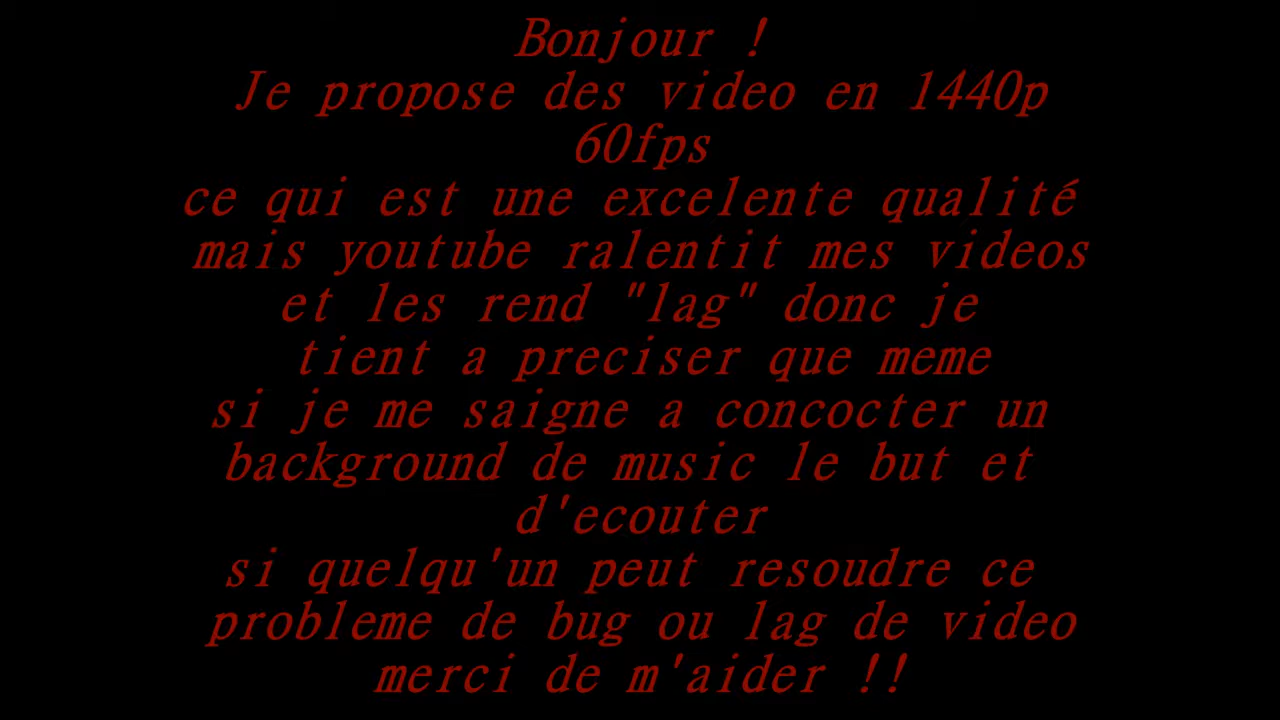 Bonjour !
Je propose des video en 1440p
60fps
ce qui est une excelente qualité
mais youtube ralentit mes videos
et les rend "lag" donc je
tient a preciser que meme
si je me saigne a concocter un
background de music le but et
d'ecouter
si quelqu'un peut resoudre ce
probleme de bug ou lag de video
merci de m'aider !!